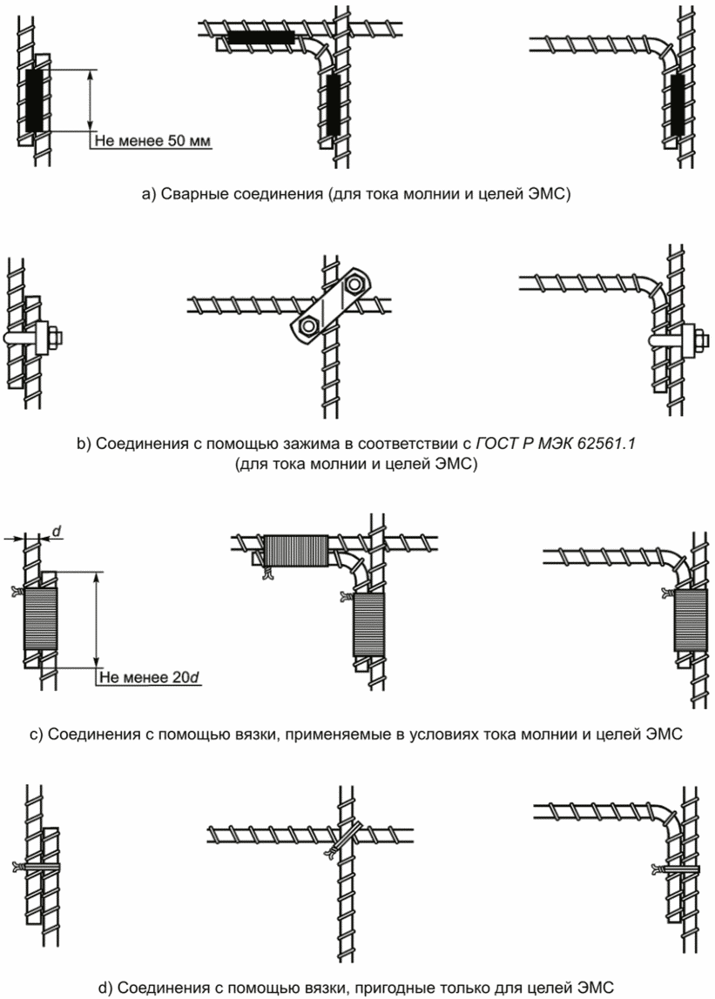 Не менее 50 мм
a) Сварные соединения (для тока молнии и целей ЭМС)
b) Соединения с помощью зажима в соответствии с ГОСТ Р МЭК 62561.1
(для тока молнии и целей ЭМС)
d
Не менее 20d
c) Соединения с помощью вязки, применяемые в условиях тока молнии и целей ЭМС
d) Соединения с помощью вязки, пригодные только для целей ЭМС